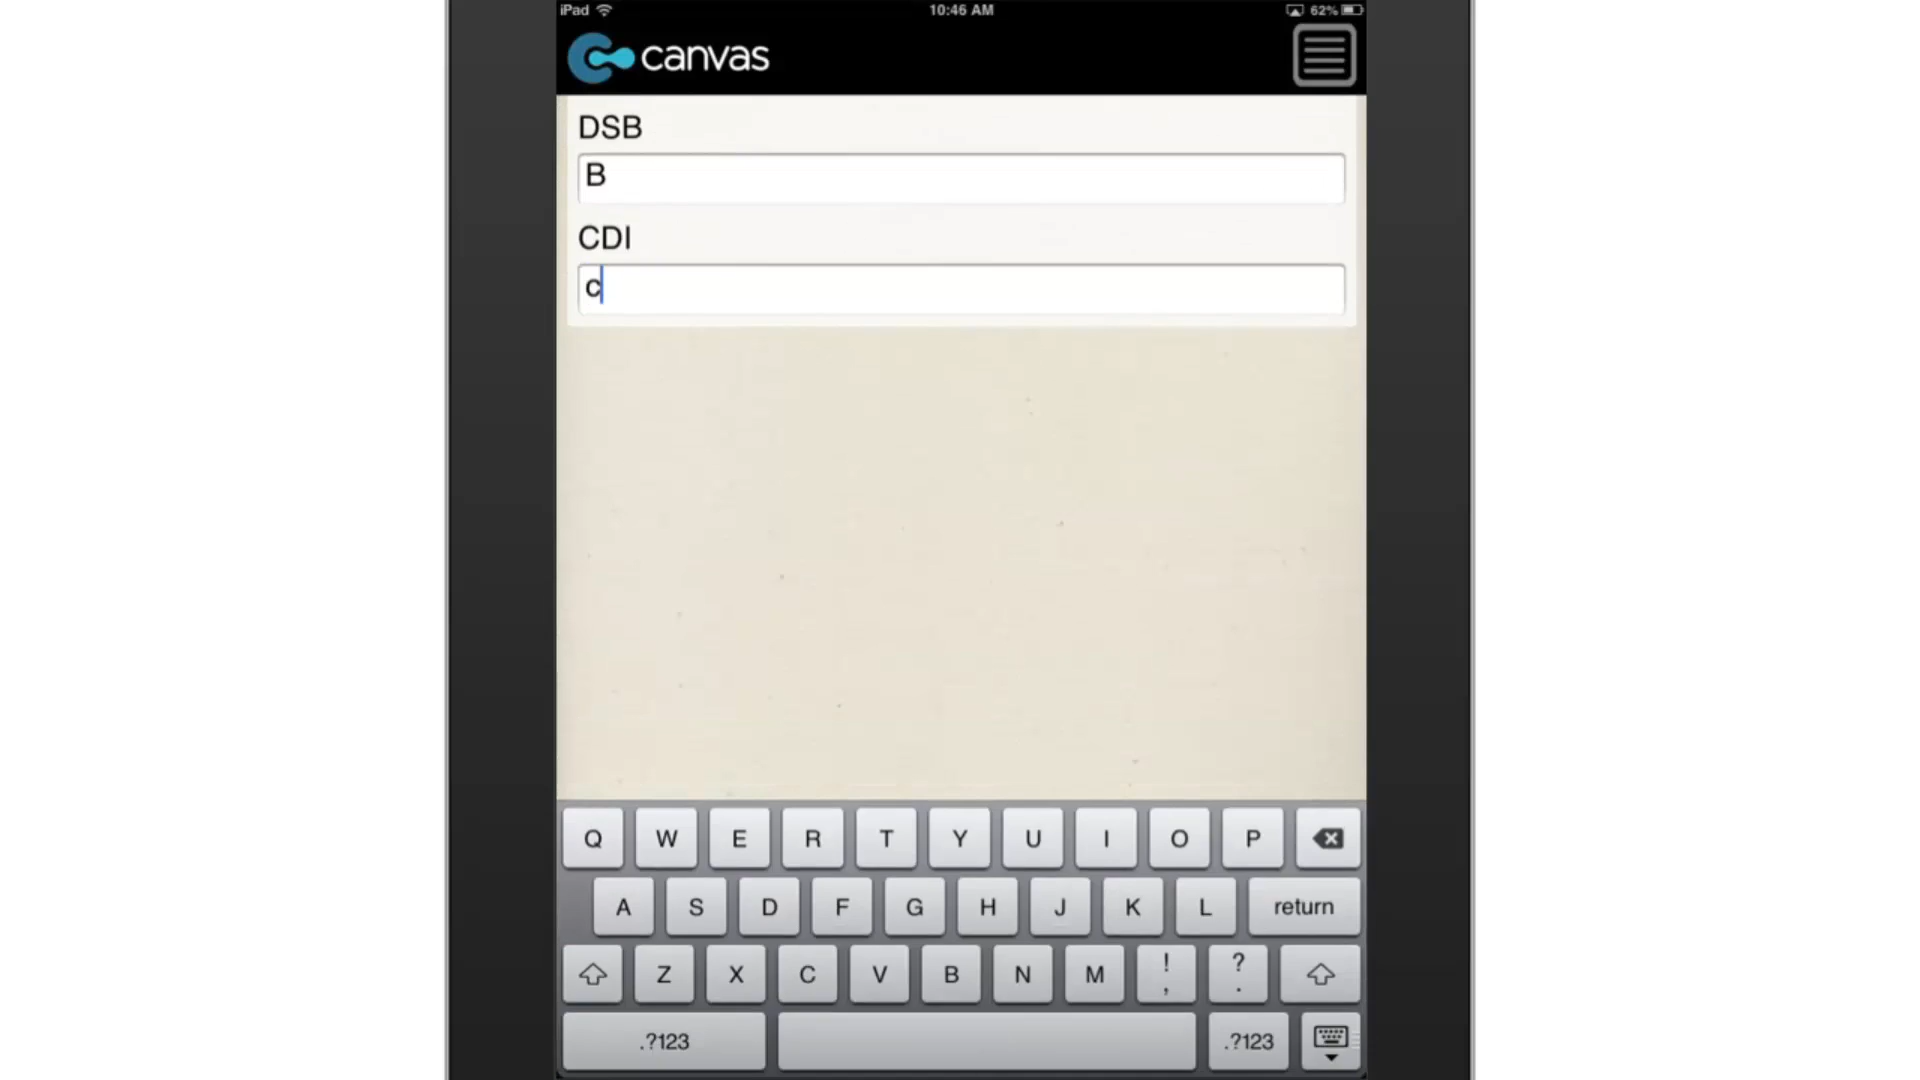 iPad 10:46 AM 62%
canvas
DSB
B
CDI
c
Q W E R T Y U I O P
A S D F G H J K L return
Z X C V B N M ! , ? .
.?123 .?123